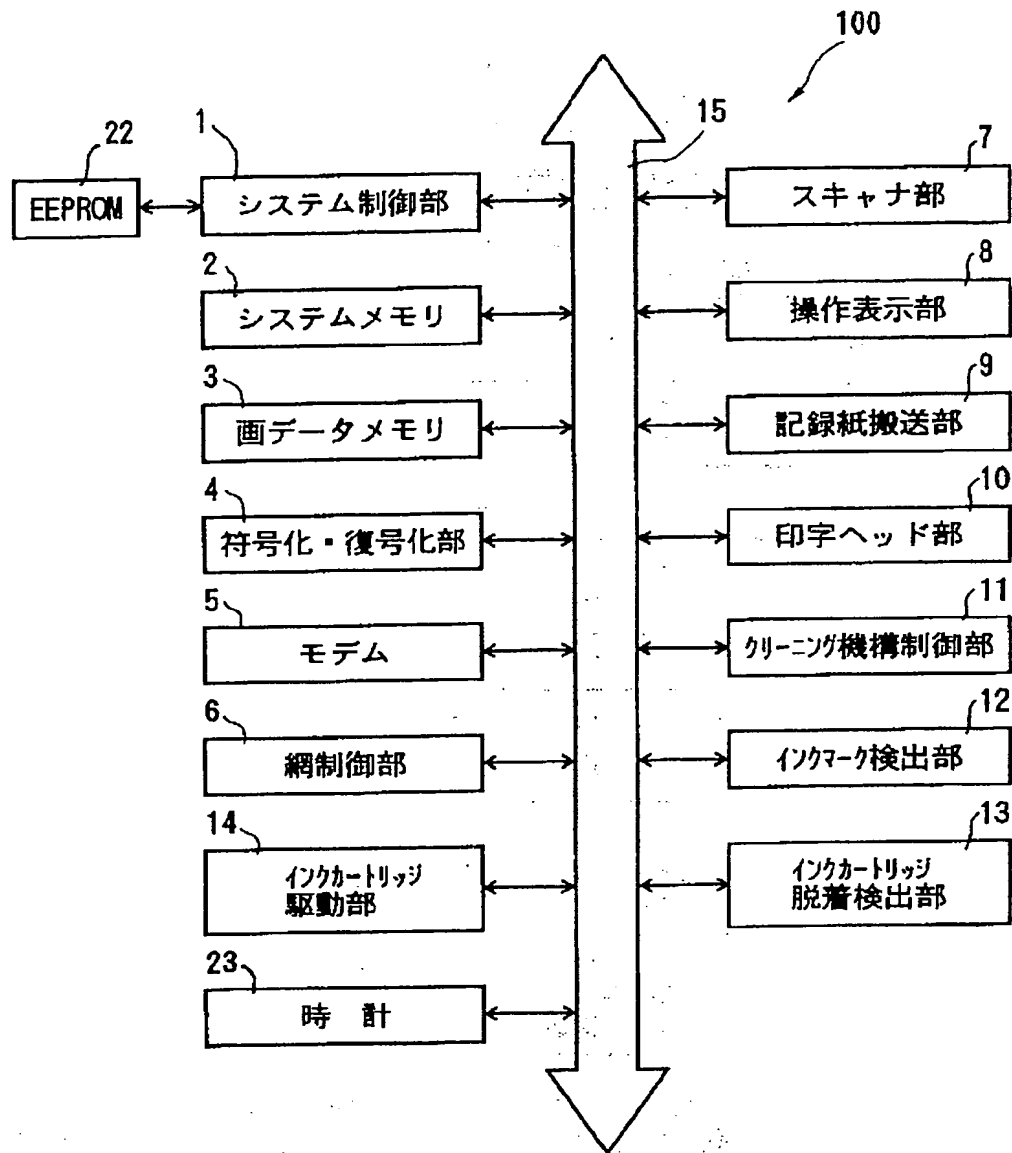 100
15
22
EEPROM
1
システム制御部
2
システムメモリ
3
画データメモリ
4
符号化・復号化部
5
モデム
6
網制御部
14
インクカートリッジ
駆動部
23
時 計
7
スキャナ部
8
操作表示部
9
記録紙搬送部
10
印字ヘッド部
11
クリーニング機構制御部
12
インクマーク検出部
13
インクカートリッジ
脱着検出部